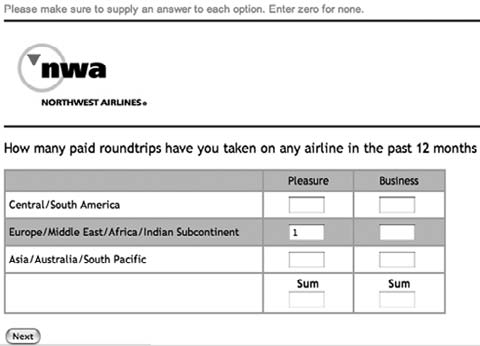 Please make sure to supply an answer to each option. Enter zero for none.
nwa
NORTHWEST AIRLINES
How many paid roundtrips have you taken on any airline in the past 12 months
Pleasure Business
Central/South America
Europe/Middle East/Africa/Indian Subcontinent 1
Asia/Australia/South Pacific
Sum Sum
Next